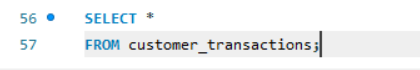 56 SELECT *
57 FROM customer_transactions;